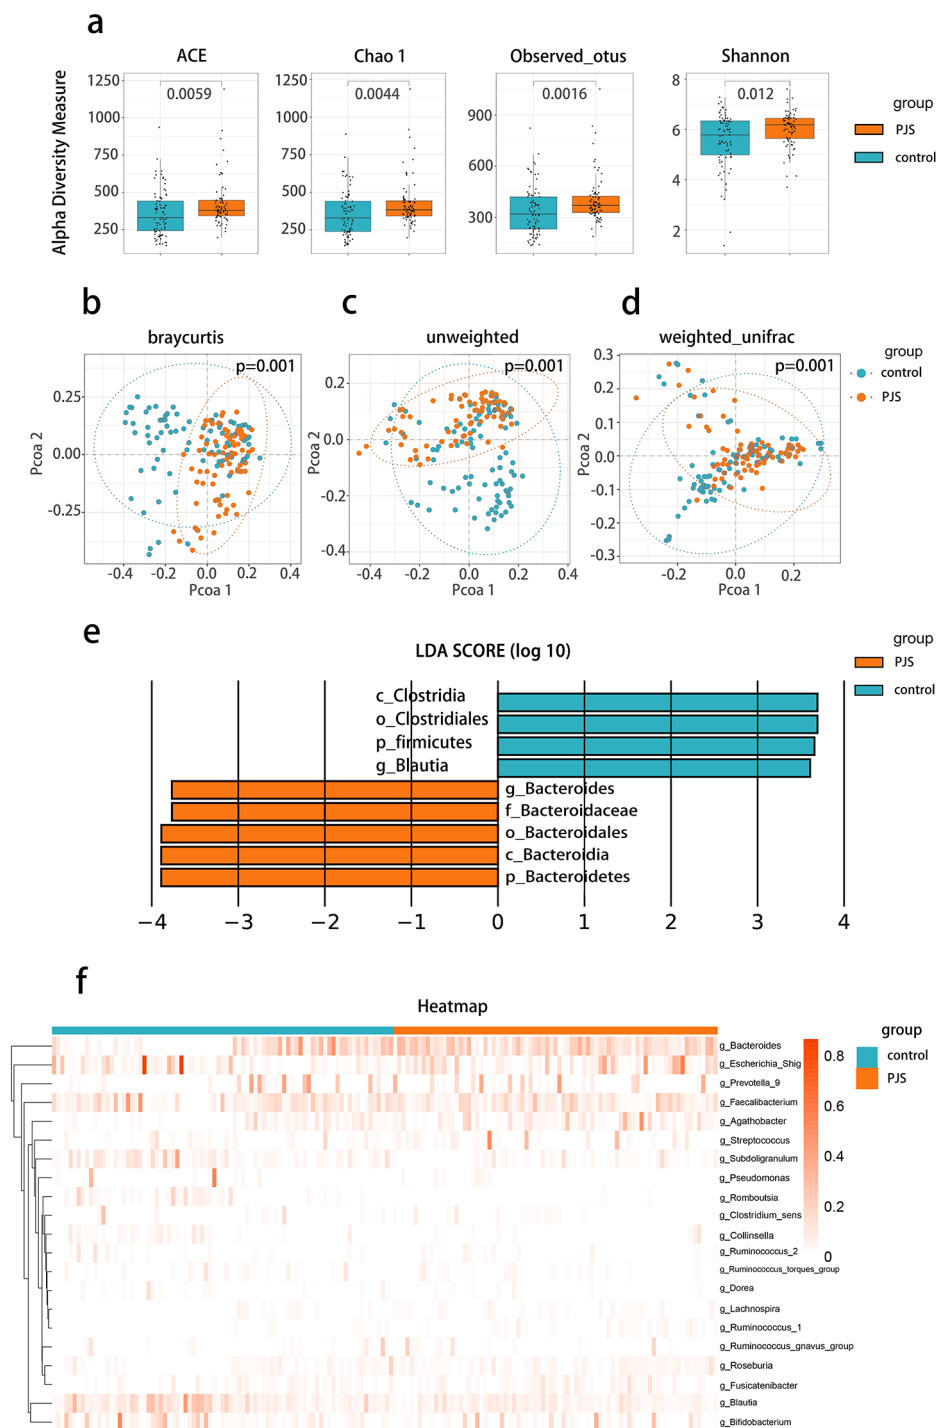 a
ACE
Chao 1
Observed_otus
Shannon
Alpha Diversity Measure
1250
1000
750
500
250
0.0059
1250
1000
750
500
250
0.0044
900
600
300
0.0016
8
6
4
2
0.012
group
PJS
control
b
c
d
braycurtis
unweighted
weighted_unifrac
p=0.001
p=0.001
p=0.001
Pcoa 2
0.25
0.00
-0.25
-0.4
-0.2
0.0
0.2
0.4
Pcoa 1
Pcoa 2
0.2
0.0
-0.2
-0.4
-0.4
-0.2
0.0
0.2
0.4
Pcoa 1
Pcoa 2
0.3
0.2
0.1
0.0
-0.1
-0.2
-0.3
-0.2
0.0
0.2
Pcoa 1
group
control
PJS
e
LDA SCORE (log 10)
group
PJS
control
c_Clostridia
o_Clostridiales
p_firmicutes
g_Blautia
g_Bacteroides
f_Bacteroidaceae
o_Bacteroidales
c_Bacteroidia
p_Bacteroidetes
−4 −3 −2 −1 0 1 2 3 4
f
Heatmap
group
control
PJS
0.8
0.6
0.4
0.2
0
g_Bacteroides
g_Escherichia_Shig
g_Prevotella_9
g_Faecalibacterium
g_Agathobacter
g_Streptococcus
g_Subdoligranulum
g_Pseudomonas
g_Romboutsia
g_Clostridium_sens
g_Collinsella
g_Ruminococcus_2
g_Ruminococcus_torques_group
g_Dorea
g_Lachnospira
g_Ruminococcus_1
g_Ruminococcus_gnavus_group
g_Roseburia
g_Fusicatenibacter
g_Blautia
g_Bifidobacterium